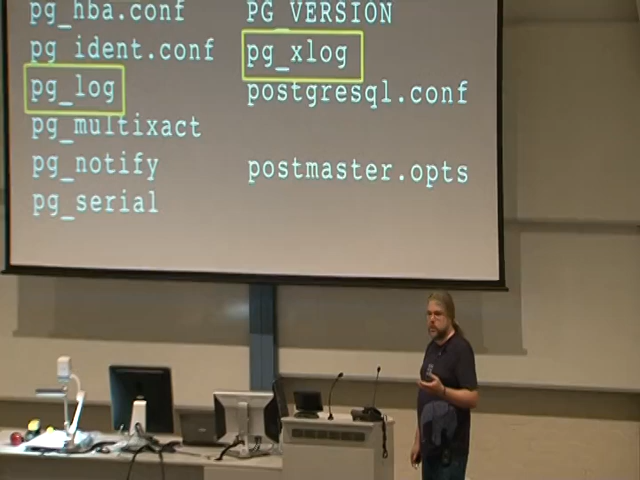 pg_hba.conf
pg_ident.conf
pg_log
pg_multixact
pg_notify
pg_serial
PG_VERSION
pg_xlog
postgresql.conf
postmaster.opts